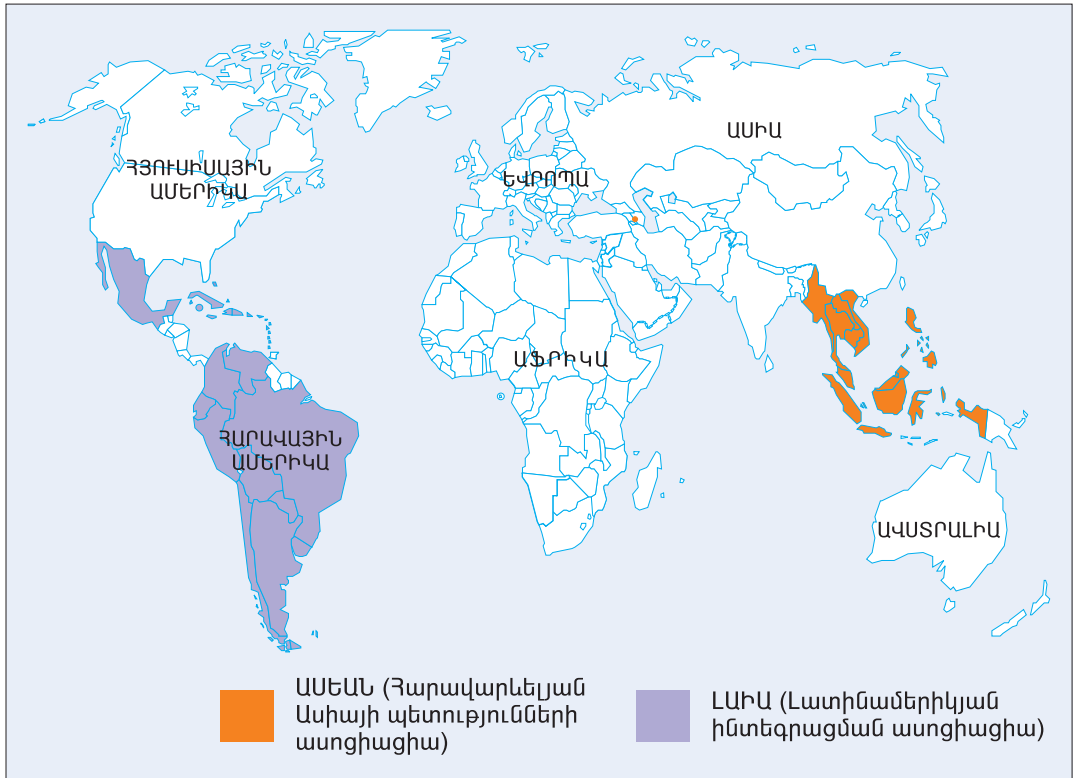 ՀՅՈՒՍԻՍԱՅԻՆ
ԱՄԵՐԻԿԱ
ԵՎՐՈՊԱ
ԱՍԻԱ
ԱՖՐԻԿԱ
ՀԱՐԱՎԱՅԻՆ
ԱՄԵՐԻԿԱ
ԱՎՍՏՐԱԼԻԱ
ԱՍԵԱՆ (Հարավարևելյան
Ասիայի պետությունների
ասոցիացիա)
ԼԱԻԱ (Լատինամերիկյան
ինտեգրացման ասոցիացիա)